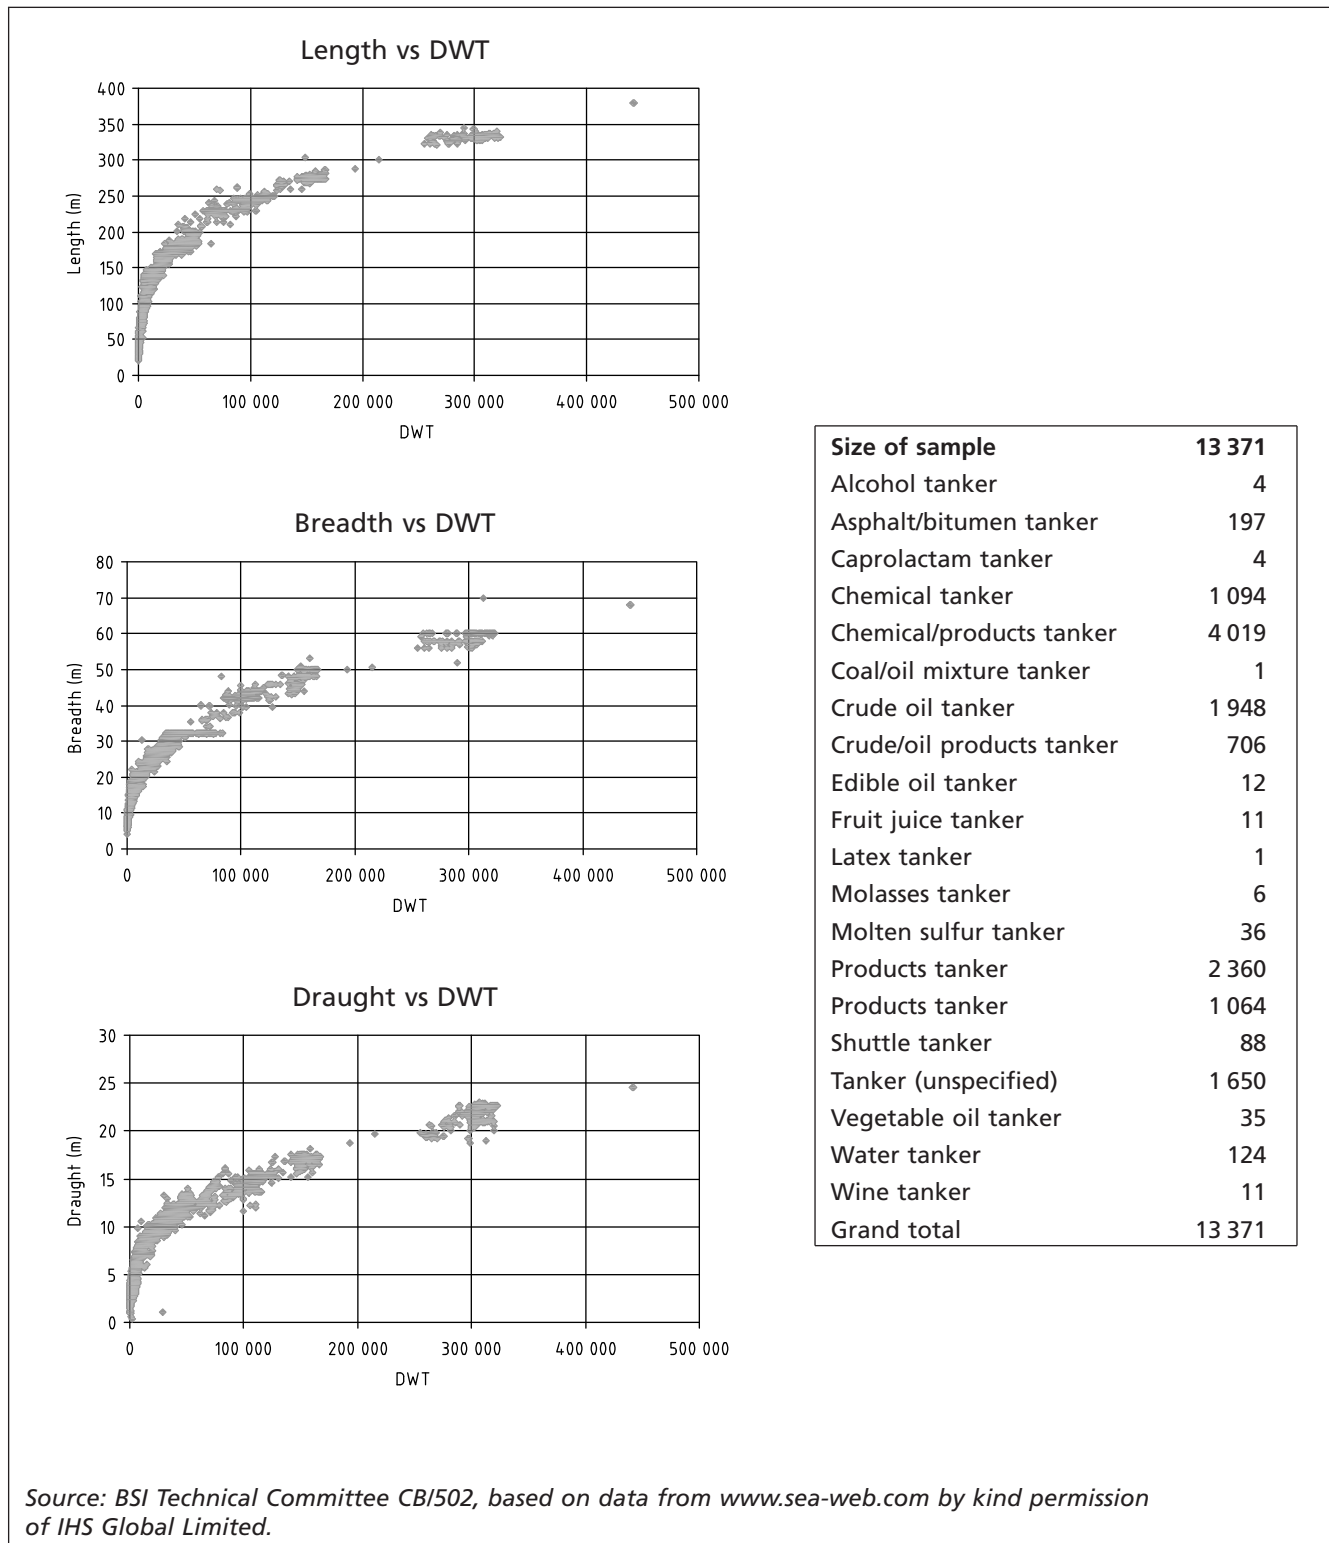 Length vs DWT
400
350
300
250
200
150
100
50
0
Length (m)
0 100 000 200 000 300 000 400 000 500 000
DWT
Breadth vs DWT
80
70
60
50
40
30
20
10
0
Breadth (m)
0 100 000 200 000 300 000 400 000 500 000
DWT
Draught vs DWT
30
25
20
15
10
5
0
Draught (m)
0 100 000 200 000 300 000 400 000 500 000
DWT
Size of sample 13 371
Alcohol tanker 4
Asphalt/bitumen tanker 197
Caprolactam tanker 4
Chemical tanker 1 094
Chemical/products tanker 4 019
Coal/oil mixture tanker 1
Crude oil tanker 1 948
Crude/oil products tanker 706
Edible oil tanker 12
Fruit juice tanker 11
Latex tanker 1
Molasses tanker 6
Molten sulfur tanker 36
Products tanker 2 360
Products tanker 1 064
Shuttle tanker 88
Tanker (unspecified) 1 650
Vegetable oil tanker 35
Water tanker 124
Wine tanker 11
Grand total 13 371
Source: BSI Technical Committee CB/502, based on data from www.sea-web.com by kind permission
of IHS Global Limited.